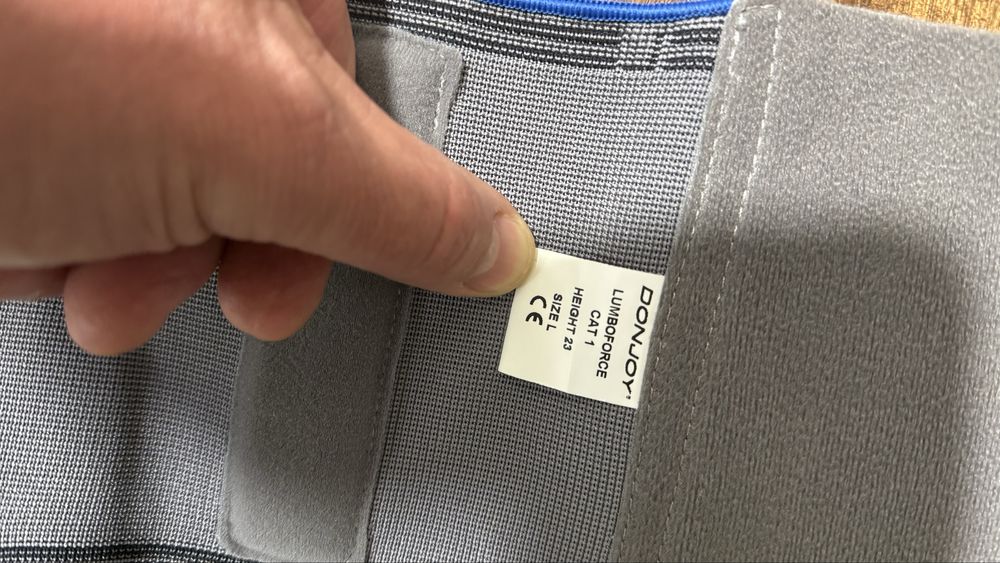 DONJOY®
LUMBOFORCE
CAT 1
HEIGHT 23
SIZE L
CE